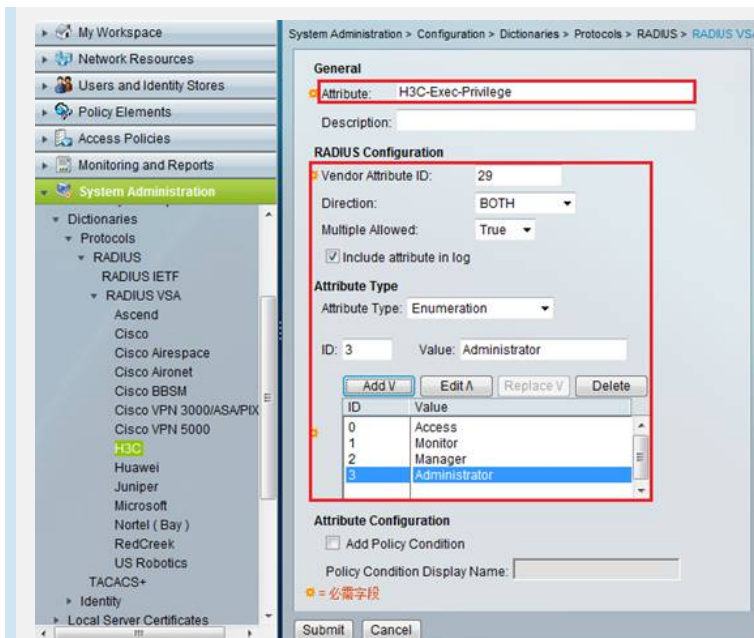 My Workspace
Network Resources
Users and Identity Stores
Policy Elements
Access Policies
Monitoring and Reports
System Administration
Dictionaries
Protocols
RADIUS
RADIUS IETF
RADIUS VSA
Ascend
Cisco
Cisco Airespace
Cisco Aironet
Cisco BBSM
Cisco VPN 3000/ASA/PIX
Cisco VPN 5000
H3C
Huawei
Juniper
Microsoft
Nortel ( Bay )
RedCreek
US Robotics
TACACS+
Identity
Local Server Certificates
System Administration > Configuration > Dictionaries > Protocols > RADIUS > RADIUS VSA
General
Attribute: H3C-Exec-Privilege
Description:
RADIUS Configuration
Vendor Attribute ID: 29
Direction: BOTH
Multiple Allowed: True
Include attribute in log
Attribute Type
Attribute Type: Enumeration
ID: 3 Value: Administrator
Add V Edit Λ Replace V Delete
ID Value
0 Access
1 Monitor
2 Manager
3 Administrator
Attribute Configuration
Add Policy Condition
Policy Condition Display Name:
= 必需字段
Submit Cancel